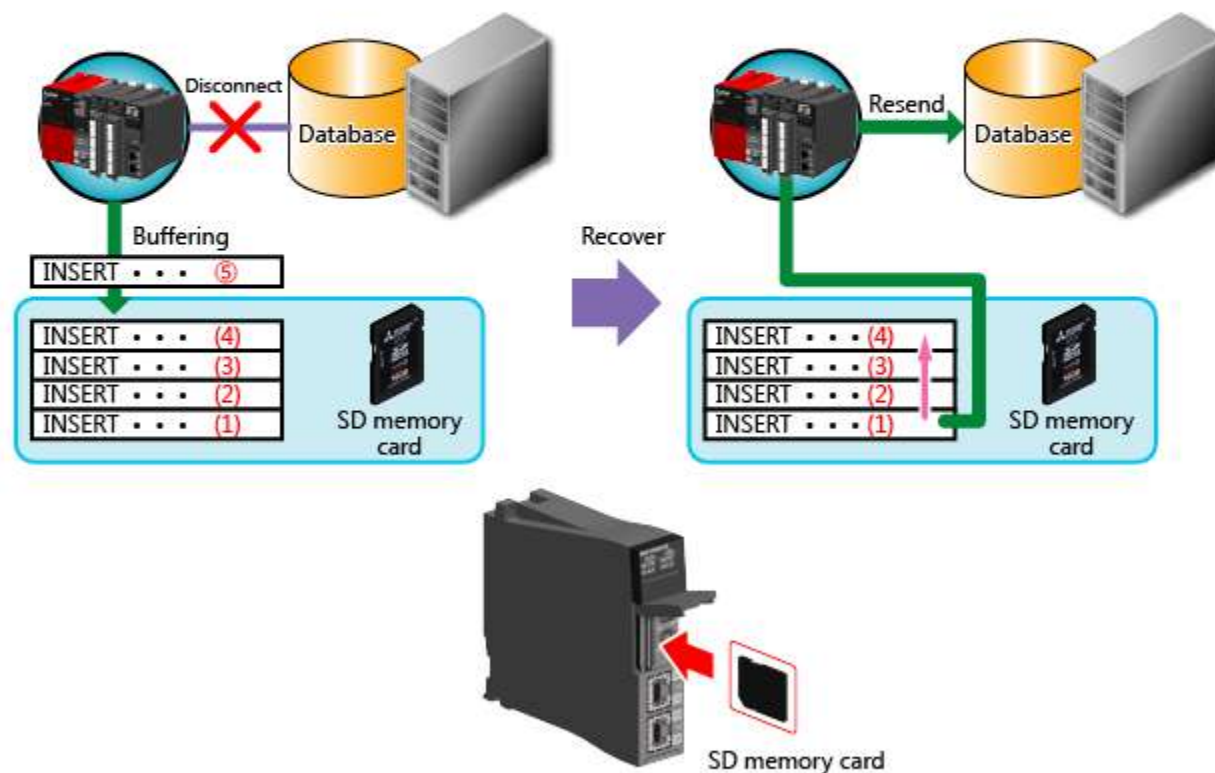 Disconnect
Database
Buffering
INSERT ・・・ ⑤
INSERT ・・・ (4)
INSERT ・・・ (3)
INSERT ・・・ (2)
INSERT ・・・ (1)
SD memory
card
Recover
Resend
Database
INSERT ・・・(4)
INSERT ・・・(3)
INSERT ・・・(2)
INSERT ・・・(1)
SD memory
card
SD memory card